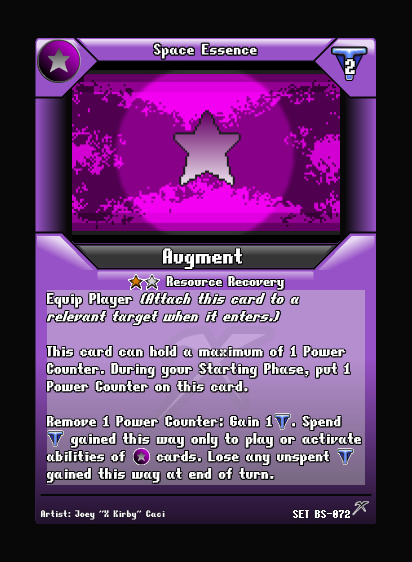 Space Essence
2
Augment
Resource Recovery
Equip Player (Attach this card to a
relevant target when it enters.)
This card can hold a maximum of 1 Power
Counter. During your Starting Phase, put 1
Power Counter on this card.
Remove 1 Power Counter: Gain 1 . Spend
gained this way only to play or activate
abilities of cards. Lose any unspent
gained this way at end of turn.
Artist: Joey "X Kirby" Caci
SET BS-072